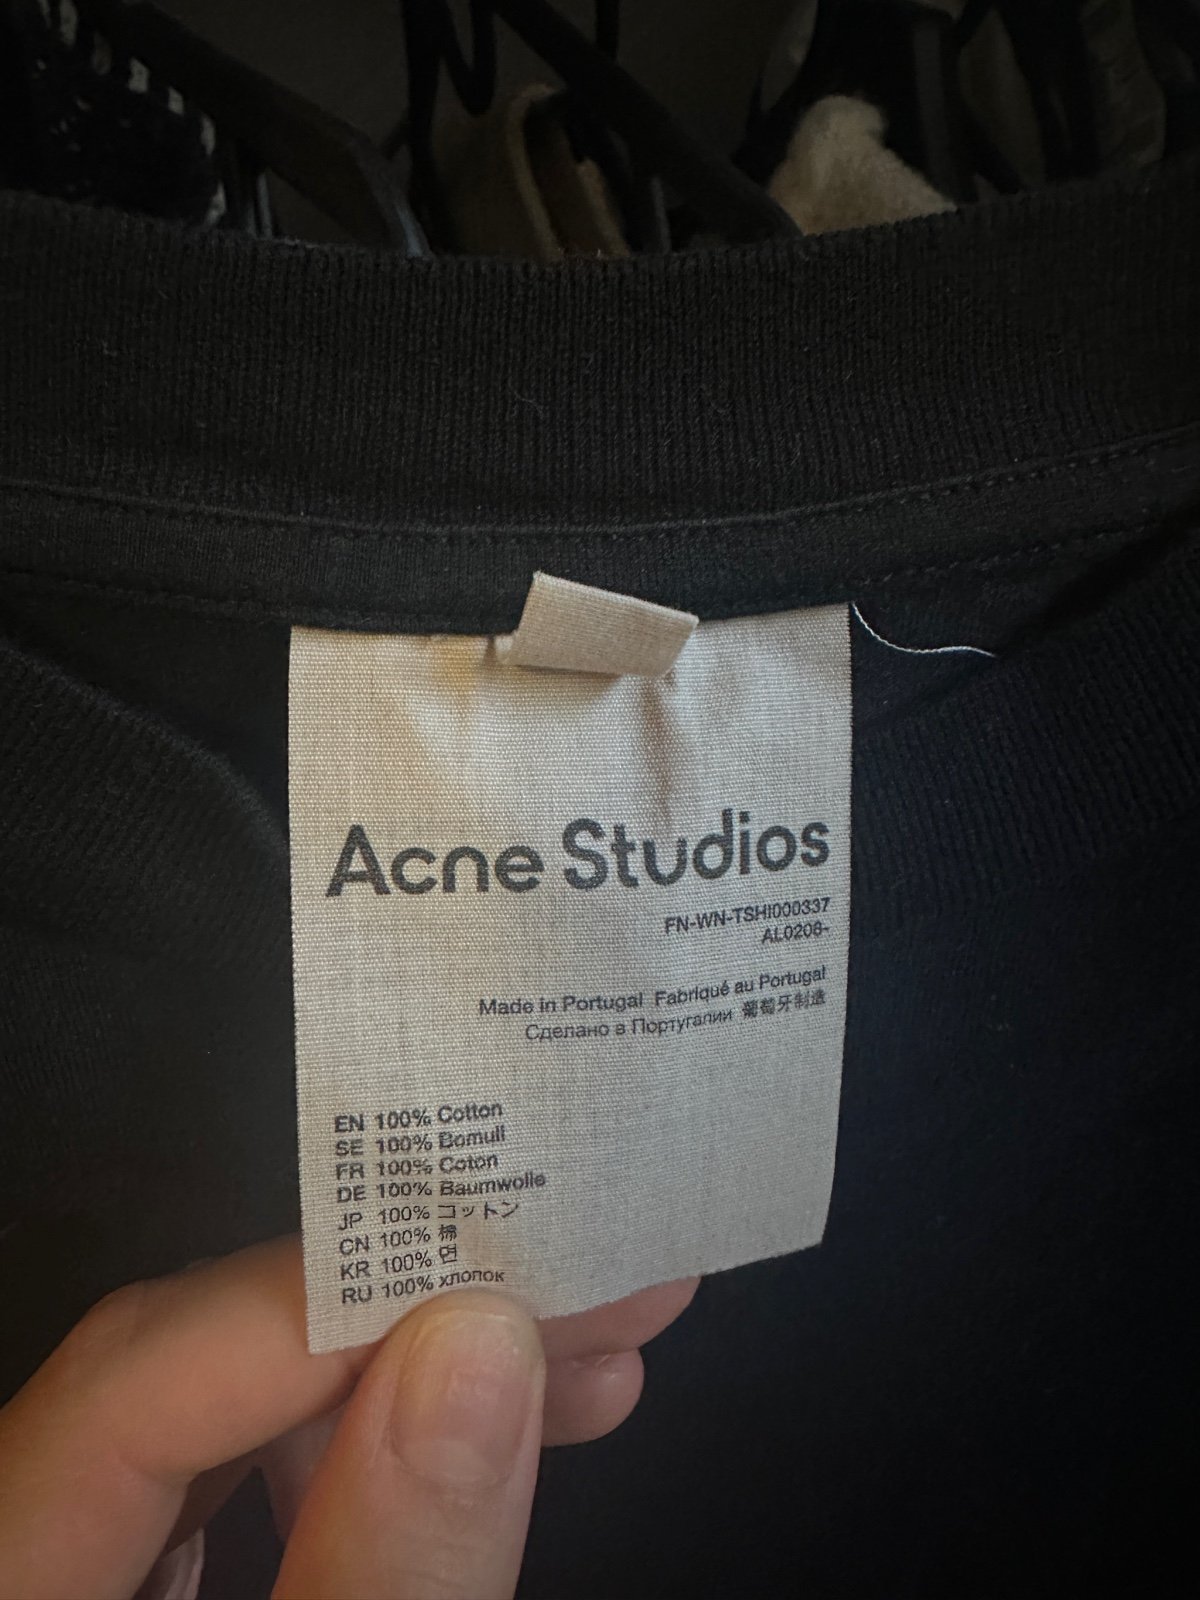 Acne Studios
FN-WN-TSHI000337
AL0208-
Made in Portugal Fabriqué au Portugal
Сделано в Португалии 葡萄牙制造
EN 100% Cotton
SE 100% Bomull
FR 100% Coton
DE 100% Baumwolle
JP 100% コットン
CN 100% 棉
KR 100% 면
RU 100% хлопок